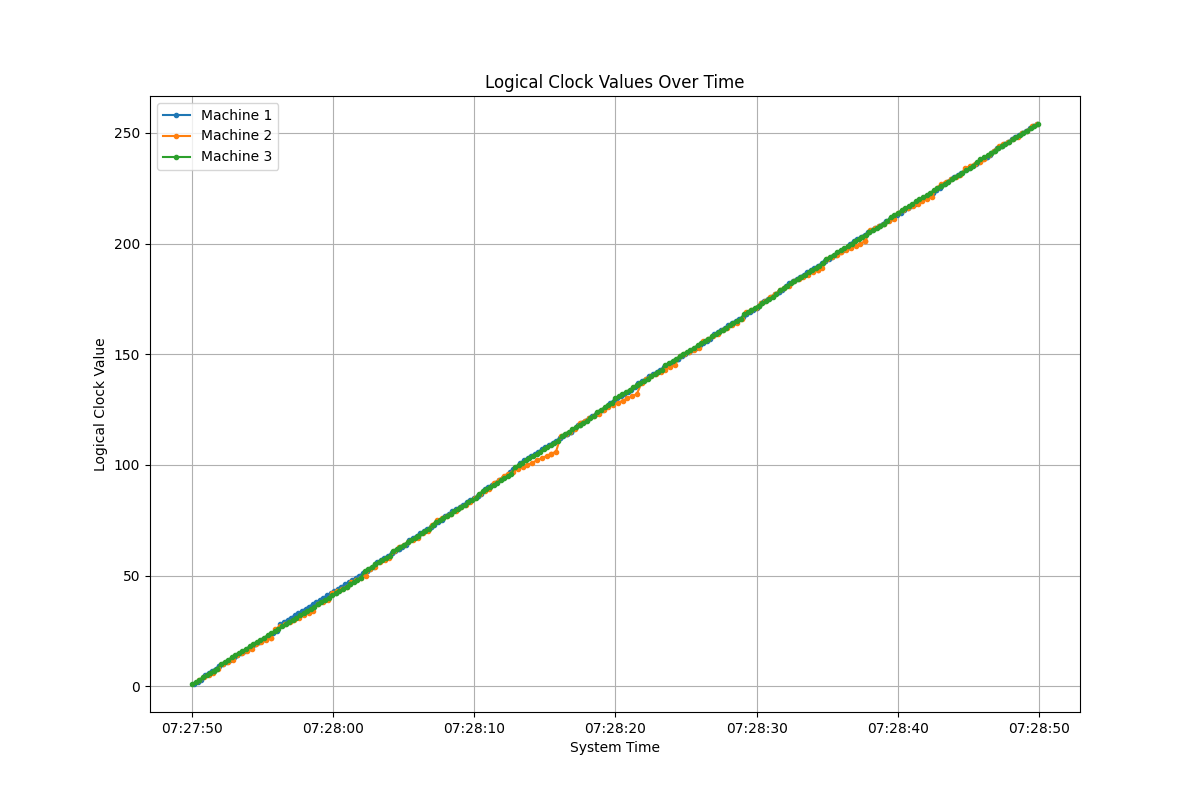 Logical Clock Values Over Time
Machine 1
Machine 2
Machine 3
250
200
150
100
50
0
Logical Clock Value
07:27:50 07:28:00 07:28:10 07:28:20 07:28:30 07:28:40 07:28:50
System Time